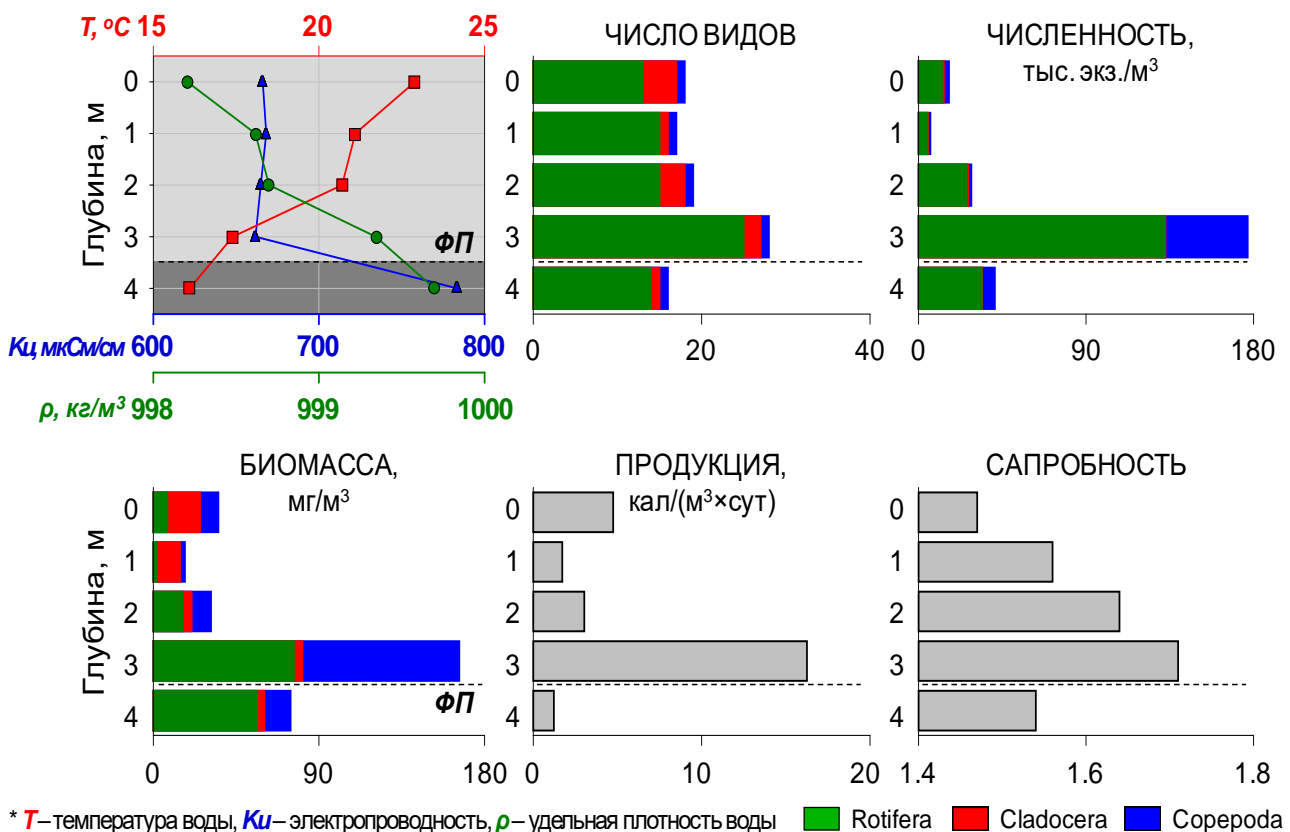 T, °C 15 20 25
Глубина, м
0
1
2
3
4
ФП
Kц, мкСм/см 600 700 800
ρ, кг/м³ 998 999 1000
ЧИСЛО ВИДОВ
0
1
2
3
4
0 20 40
ЧИСЛЕННОСТЬ,
тыс. экз./м³
0
1
2
3
4
0 90 180
БИОМАССА,
мг/м³
Глубина, м
0
1
2
3
4
ФП
0 90 180
ПРОДУКЦИЯ,
кал/(м³×сут)
0
1
2
3
4
0 10 20
САПРОБНОСТЬ
0
1
2
3
4
1.4 1.6 1.8
* T – температура воды, Kи – электропроводность, ρ – удельная плотность воды
Rotifera Cladocera Copepoda